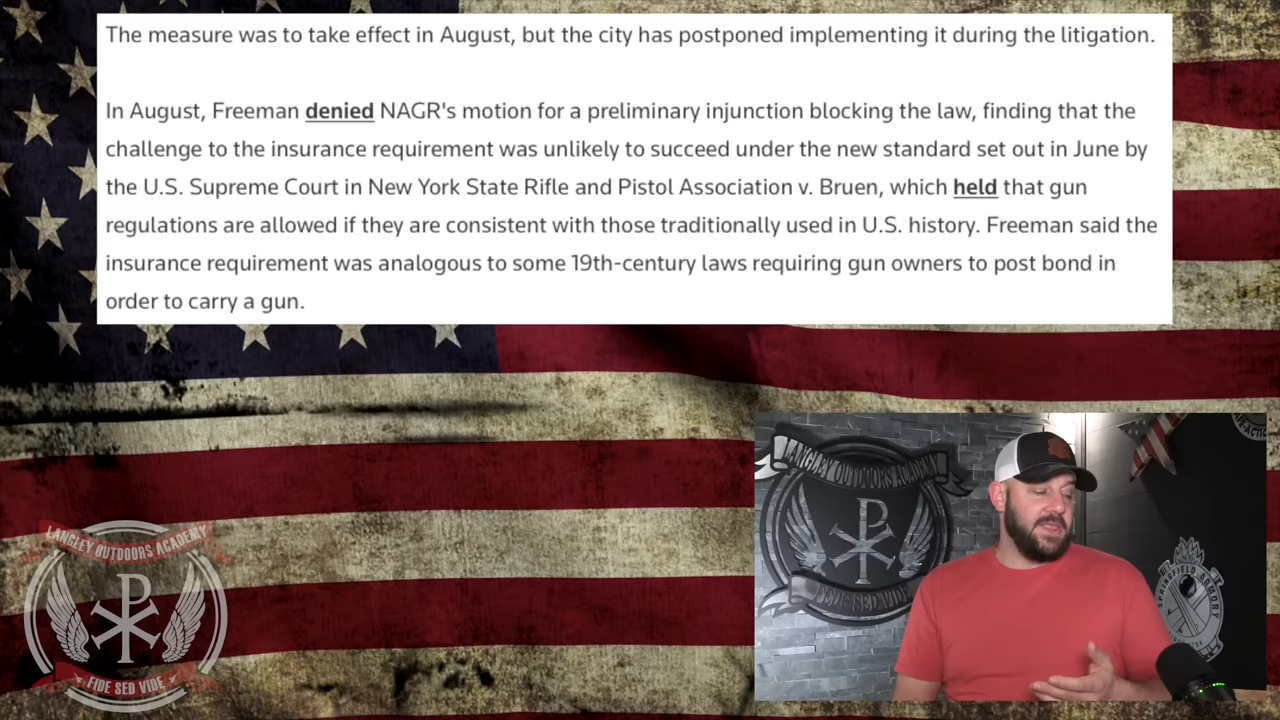 The measure was to take effect in August, but the city has postponed implementing it during the litigation.
In August, Freeman denied NAGR's motion for a preliminary injunction blocking the law, finding that the
challenge to the insurance requirement was unlikely to succeed under the new standard set out in June by
the U.S. Supreme Court in New York State Rifle and Pistol Association v. Bruen, which held that gun
regulations are allowed if they are consistent with those traditionally used in U.S. history. Freeman said the
insurance requirement was analogous to some 19th-century laws requiring gun owners to post bond in
order to carry a gun.
LANGLEY OUTDOORS ACADEMY
FIDE SED VIDE
LANGLEY OUTDOORS ACADEMY
FIDE SED VIDE
SPRINGFIELD ARMORY